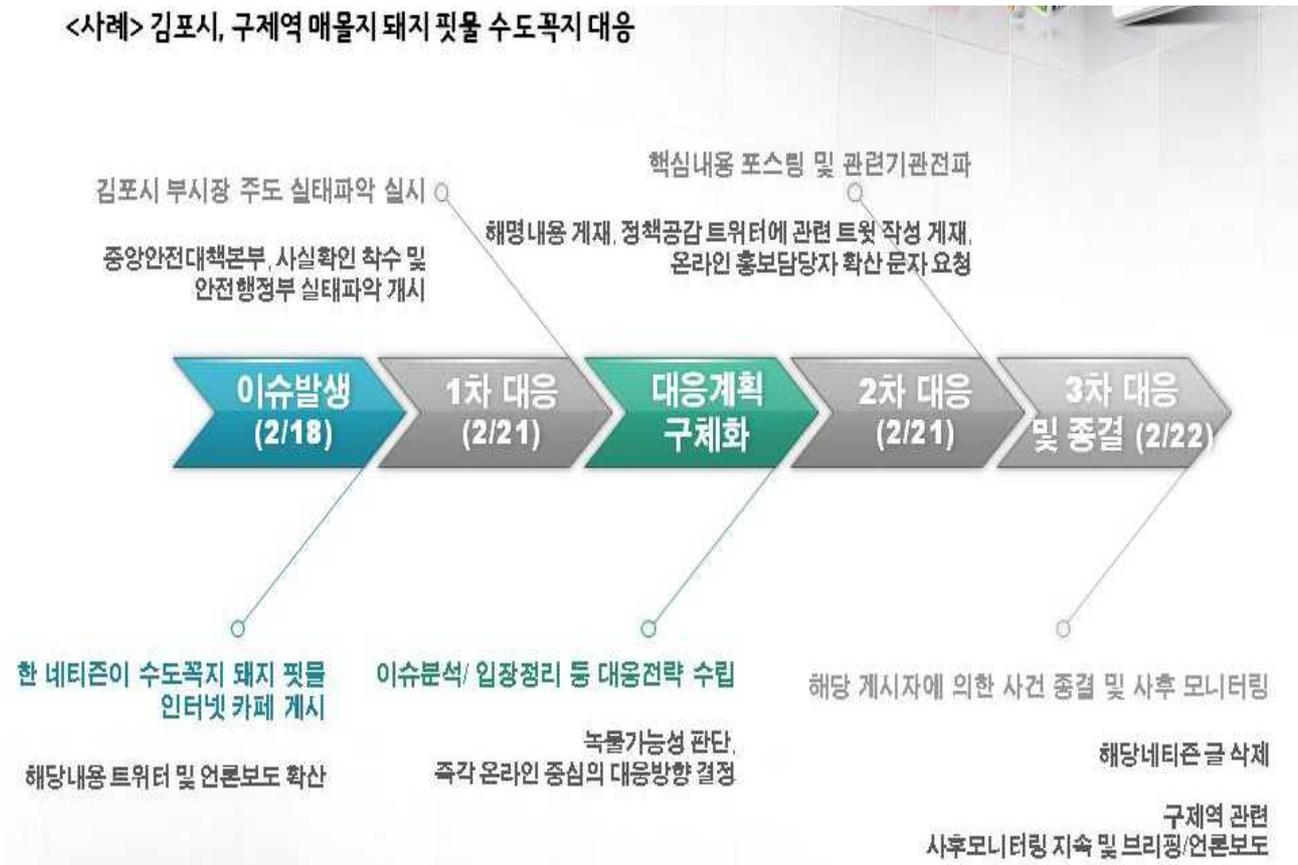 <사례> 김포시, 구제역 매몰지 돼지 핏물 수도꼭지 대응
김포시 부시장 주도 실태파악 실시
중앙안전대책본부, 사실확인 착수 및
안전행정부 실태파악 개시
핵심내용 포스팅 및 관련기관전파
해명내용 게재, 정책공감 트위터에 관련 트윗 작성 게재,
온라인 홍보담당자 확산 문자 요청
이슈발생
(2/18)
1차 대응
(2/21)
대응계획
구체화
2차 대응
(2/21)
3차 대응
및 종결 (2/22)
한 네티즌이 수도꼭지 돼지 핏물
인터넷 카페 게시
해당내용 트위터 및 언론보도 확산
이슈분석/ 입장정리 등 대응전략 수립
녹물가능성 판단,
즉각 온라인 중심의 대응방향 결정
해당 게시자에 의한 사건 종결 및 사후 모니터링
해당네티즌 글 삭제
구제역 관련
사후모니터링 지속 및 브리핑/언론보도